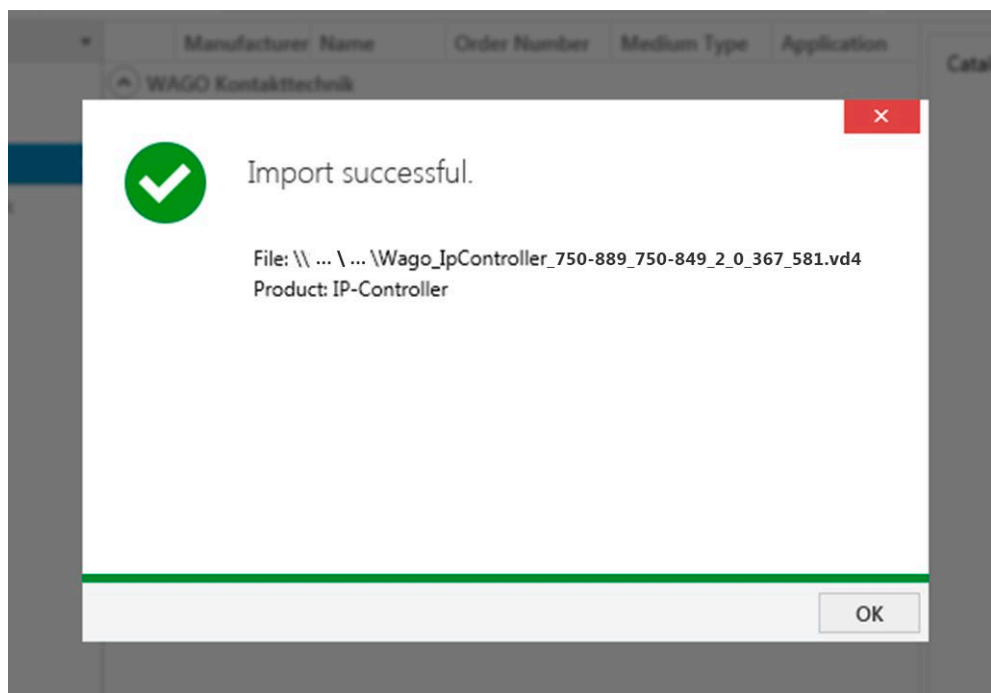 Manufacturer Name Order Number Medium Type Application
Catal
WAGO Kontakttechnik
Import successful.
File: \\ ... \ ... \Wago_IpController_750-889_750-849_2_0_367_581.vd4
Product: IP-Controller
OK